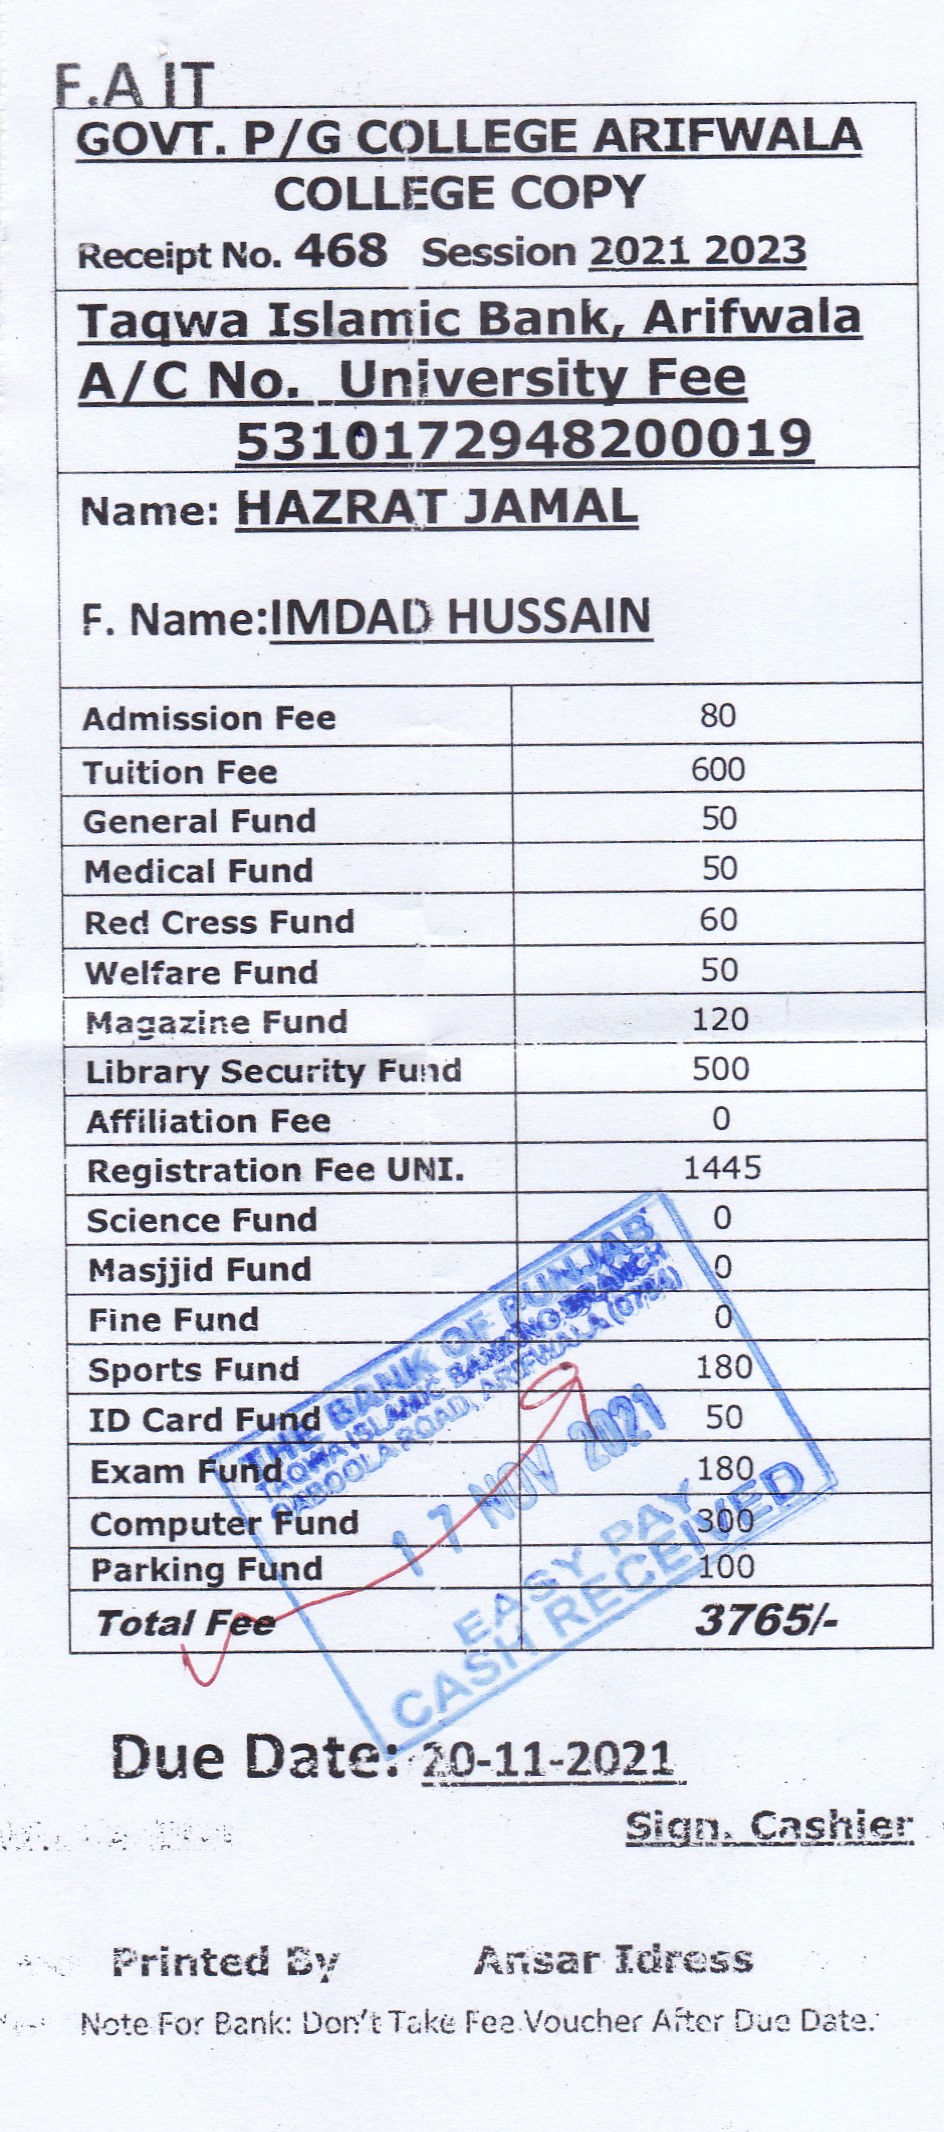 F.A IT
GOVT. P/G COLLEGE ARIFWALA
COLLEGE COPY
Receipt No. 468 Session 2021 2023
Taqwa Islamic Bank, Arifwala
A/C No. University Fee
5310172948200019
Name: HAZRAT JAMAL
F. Name:IMDAD HUSSAIN
Admission Fee 80
Tuition Fee 600
General Fund 50
Medical Fund 50
Red Cress Fund 60
Welfare Fund 50
Magazine Fund 120
Library Security Fund 500
Affiliation Fee 0
Registration Fee UNI. 1445
Science Fund 0
Masjjid Fund 0
Fine Fund 0
Sports Fund 180
ID Card Fund 50
Exam Fund 180
Computer Fund 300
Parking Fund 100
Total Fee 3765/-
THE BANK OF PUNJAB
TAQWA ISLAMIC BANKING BRANCH
QABOOLA ROAD, ARIFWALA
17 NOV 2021
EASY PAY
CASH RECEIVED
Due Date: 20-11-2021
Sign. Cashier
Printed By Ansar Idress
Note For Bank: Don't Take Fee Voucher After Due Date.